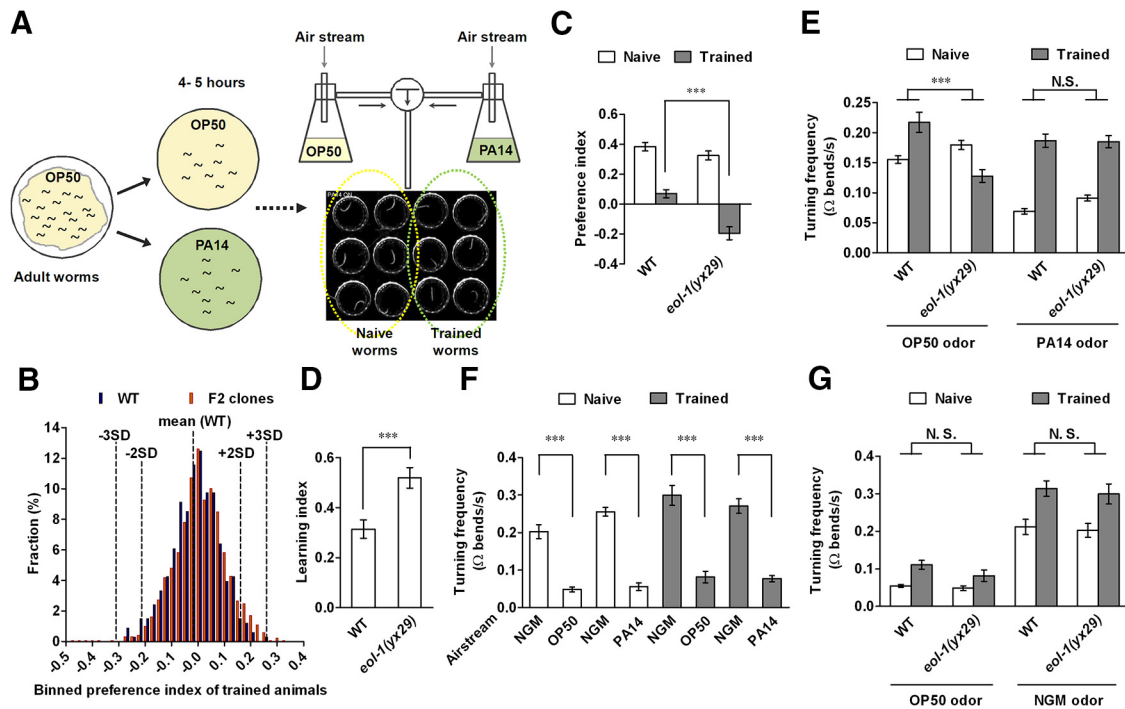 A
4- 5 hours
OP50
OP50
PA14
Adult worms
Air stream
Air stream
OP50
PA14
Naive
worms
Trained
worms
B
WT
F2 clones
mean (WT)
-3SD
-2SD
+2SD
+3SD
Fraction (%)
14
12
10
8
6
4
2
0
-0.5
-0.4
-0.3
-0.2
-0.1
-0.0
0.1
0.2
0.3
0.4
Binned preference index of trained animals
C
Naive
Trained
***
Preference index
0.6
0.4
0.2
0.0
-0.2
-0.4
WT
eol-1(yx29)
D
***
Learning index
0.6
0.4
0.2
0.0
WT
eol-1(yx29)
E
Naive
Trained
***
N.S.
Turning frequency
(Ω bends/s)
0.25
0.20
0.15
0.10
0.05
0.00
WT
eol-1(yx29)
WT
eol-1(yx29)
OP50 odor
PA14 odor
F
Naive
Trained
***
***
***
***
Turning frequency
(Ω bends/s)
0.4
0.3
0.2
0.1
0.0
Airstream
NGM
OP50
NGM
PA14
NGM
OP50
NGM
PA14
G
Naive
Trained
N. S.
N. S.
Turning frequency
(Ω bends/s)
0.4
0.3
0.2
0.1
0.0
WT
eol-1(yx29)
WT
eol-1(yx29)
OP50 odor
NGM odor